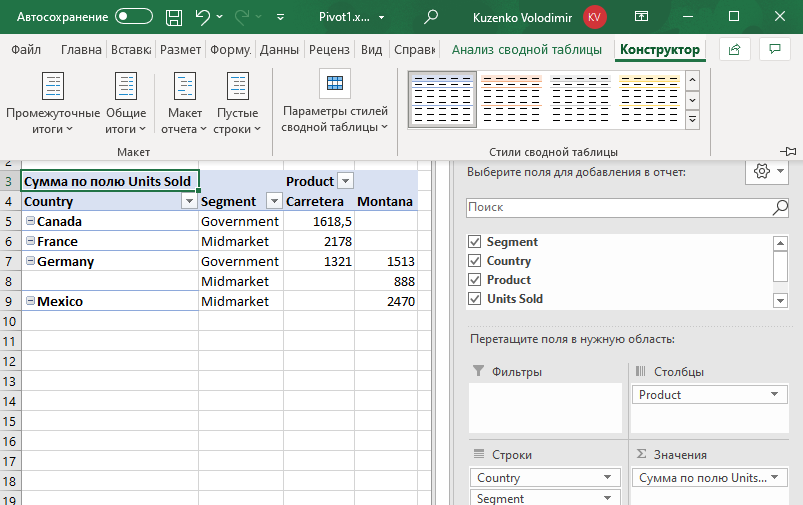 Автосохранение Pivot1.x... Kuzenko Volodimir KV
Файл Главна Вставка Размет Форму. Данны Реценз Вид Справк Анализ сводной таблицы Конструктор
Промежуточные итоги
Общие итоги
Макет отчета
Пустые строки
Параметры стилей сводной таблицы
Макет
Стили сводной таблицы
2
3 Сумма по полю Units Sold Product
4 Country Segment Carretera Montana
5 Canada Government 1618,5
6 France Midmarket 2178
7 Germany Government 1321 1513
8 Midmarket 888
9 Mexico Midmarket 2470
10
11
12
13
14
15
16
17
18
19
Выберите поля для добавления в отчет:
Поиск
Segment
Country
Product
Units Sold
Перетащите поля в нужную область:
Фильтры
Столбцы
Product
Строки
Country
Segment
Σ Значения
Сумма по полю Units...